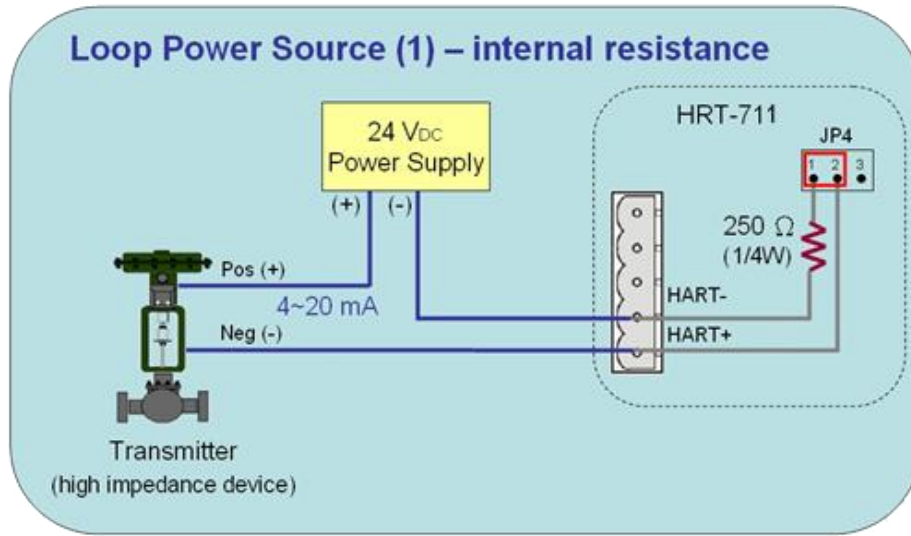 Loop Power Source (1) – internal resistance
HRT-711
JP4
1 2 3
24 VDC
Power Supply
(+) (-)
250 Ω
(1/4W)
Pos (+)
4~20 mA
HART-
Neg (-)
HART+
Transmitter
(high impedance device)